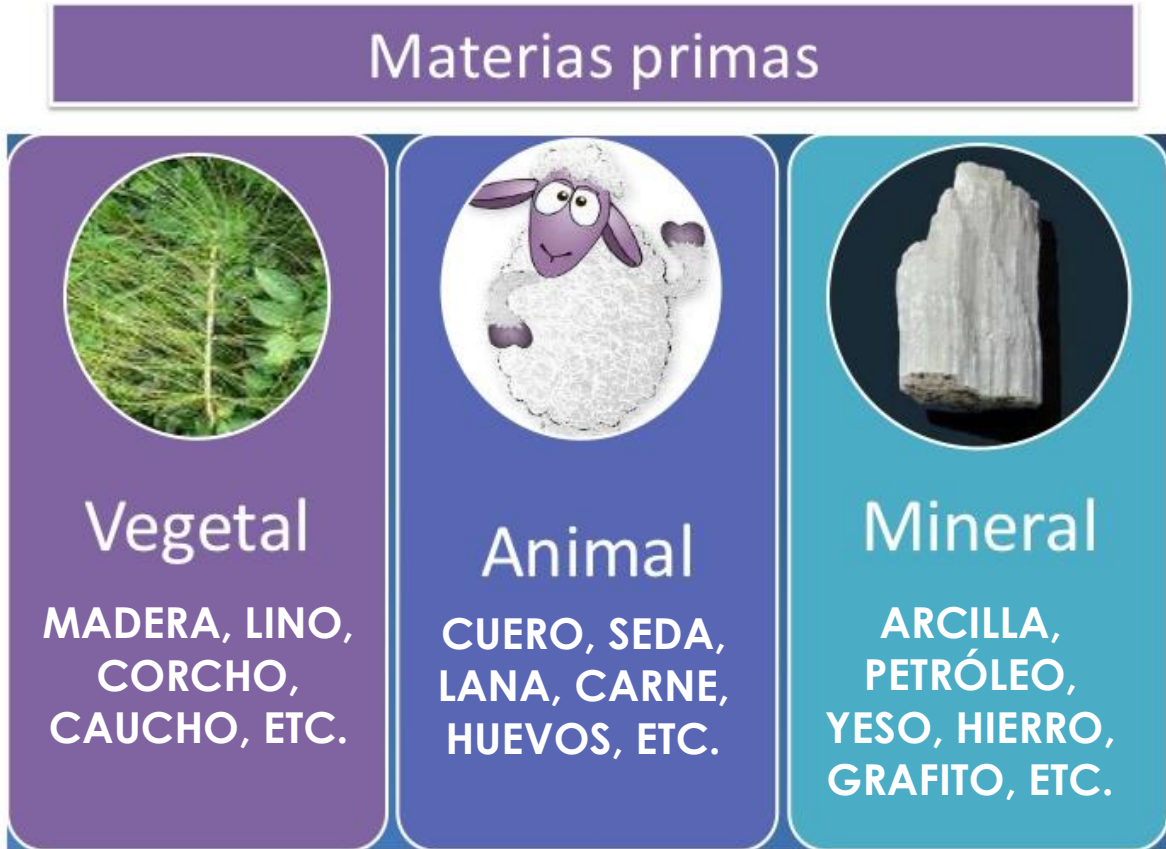 Materias primas
Vegetal
MADERA, LINO,
CORCHO,
CAUCHO, ETC.
Animal
CUERO, SEDA,
LANA, CARNE,
HUEVOS, ETC.
Mineral
ARCILLA,
PETRÓLEO,
YESO, HIERRO,
GRAFITO, ETC.